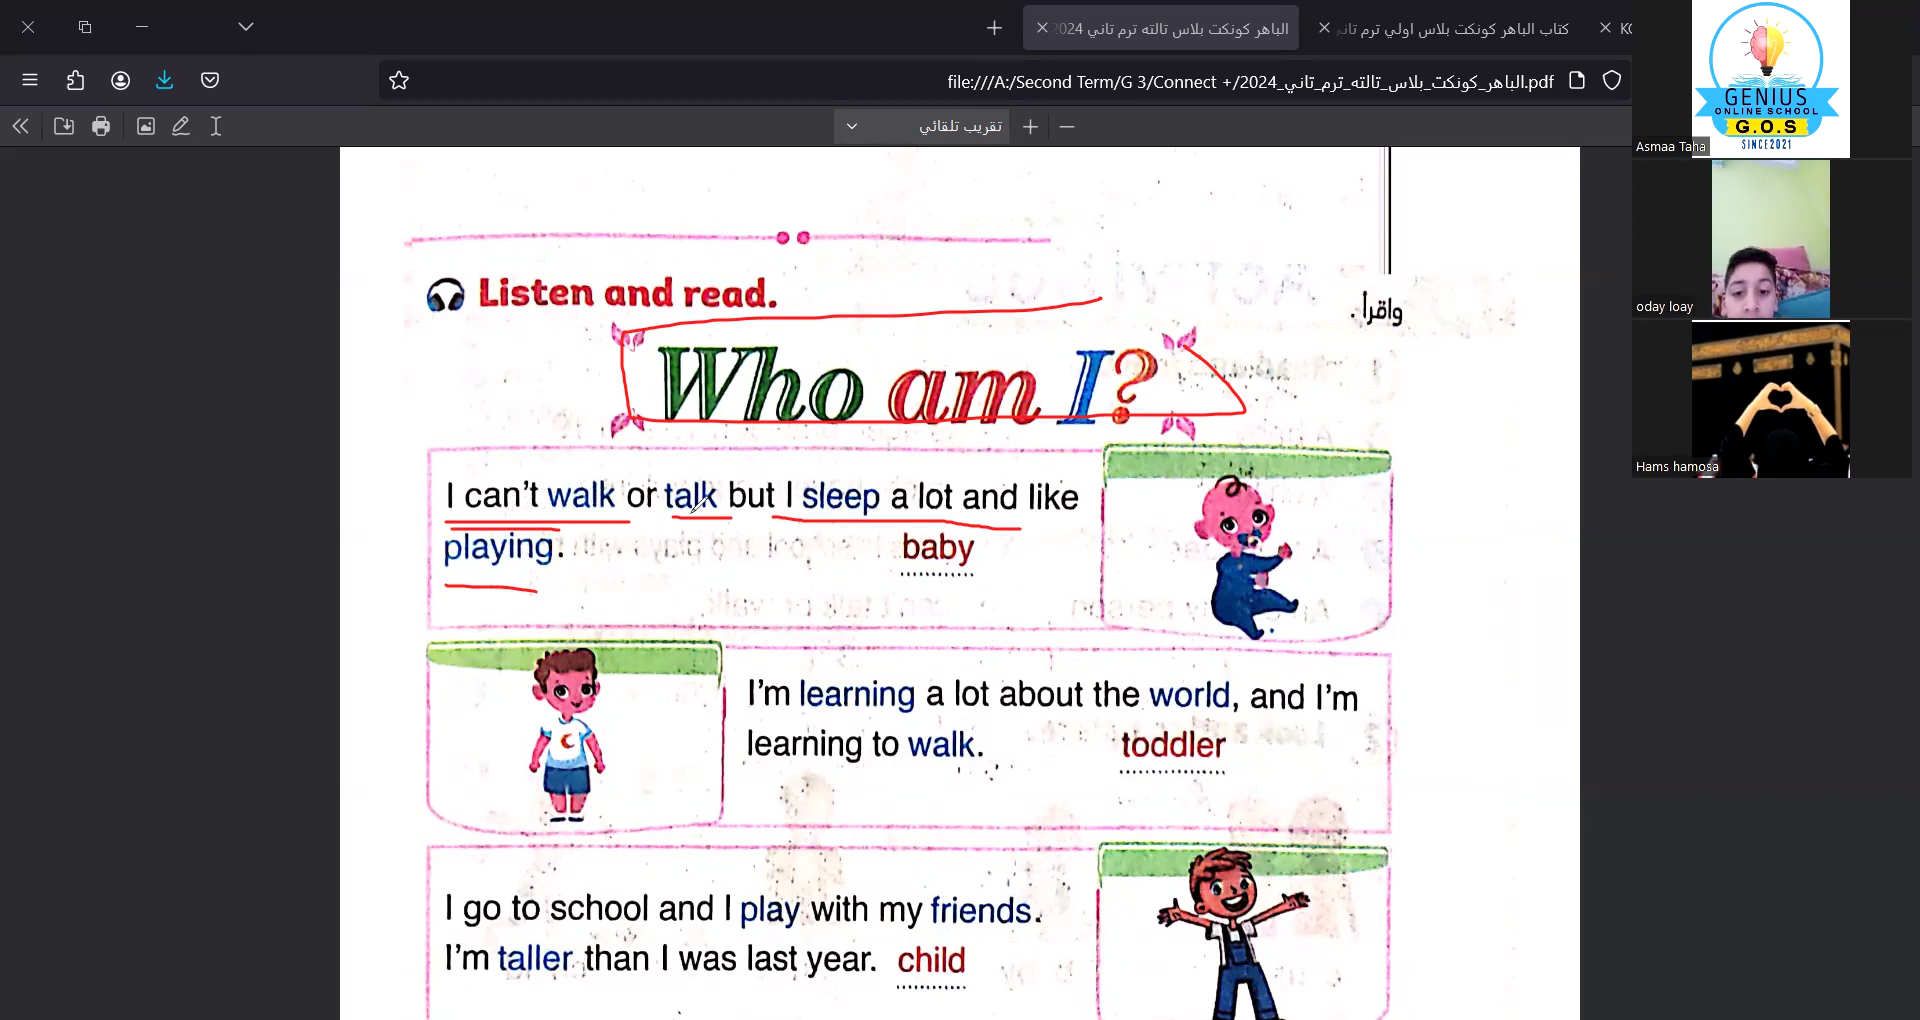 الباهر كونكت بلاس تالته ترم تاني 2024
كتاب الباهر كونكت بلاس اولي ترم تاني
file:///A:/Second Term/G 3/Connect +/2024_الباهر_كونكت_بلاس_تالته_ترم_تاني.pdf
تقريب تلقائي
GENIUS
ONLINE SCHOOL
G.O.S
SINCE2021
Asmaa Taha
oday loay
Hams hamosa
Listen and read.
واقرأ .
Who am I?
I can't walk or talk but I sleep a lot and like
playing. baby
I'm learning a lot about the world, and I'm
learning to walk. toddler
I go to school and I play with my friends.
I'm taller than I was last year. child